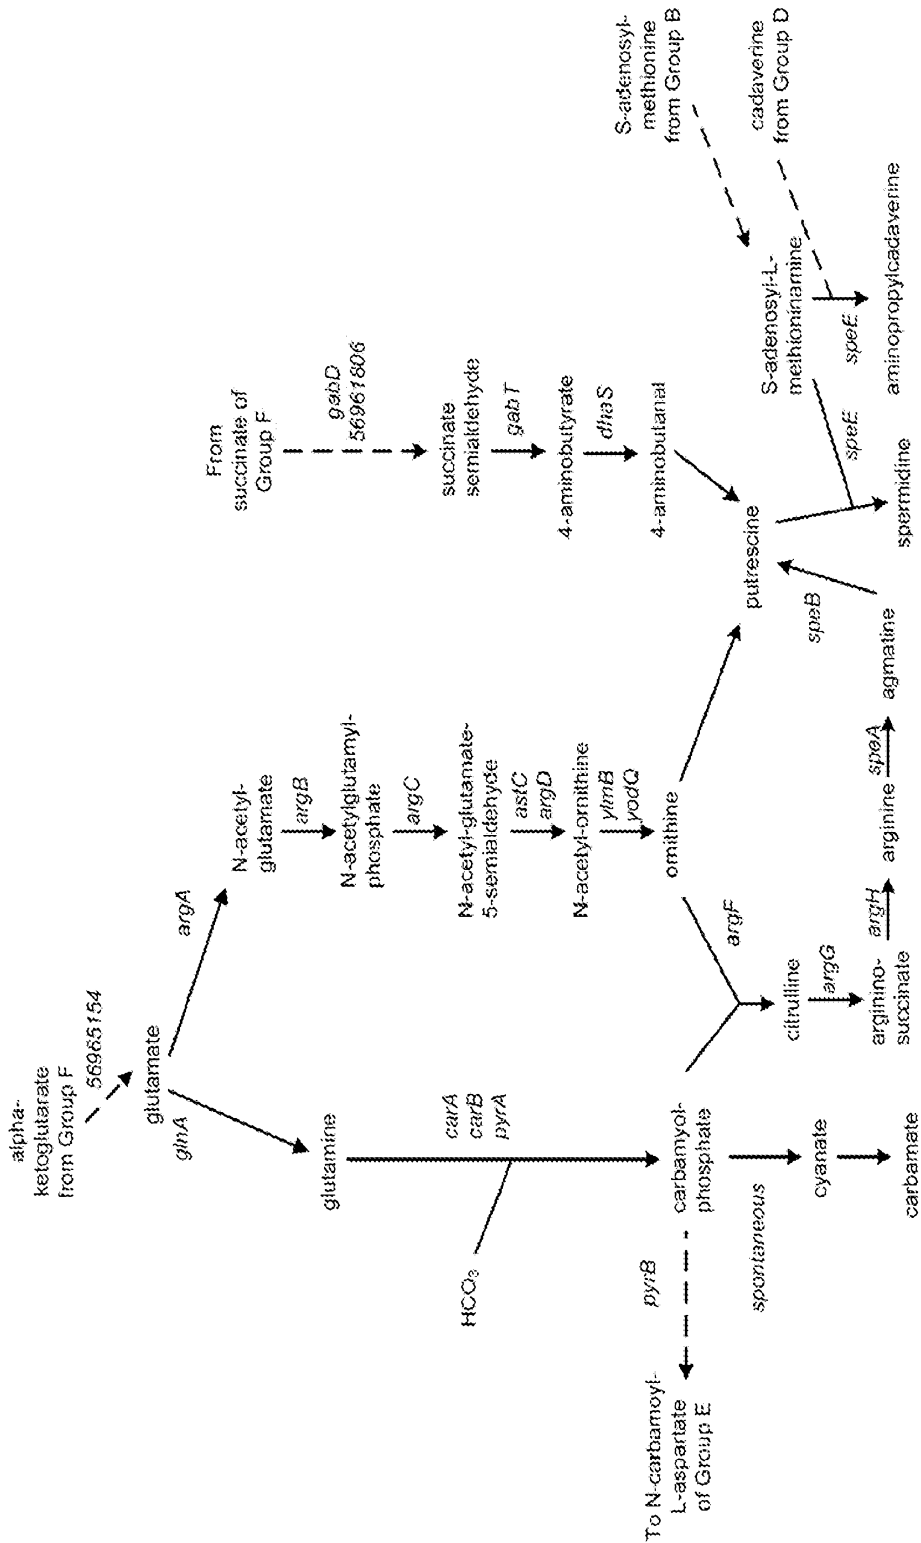 alpha-
ketoglutarate
from Group F
56965154
glutamate
glnA
argA
glutamine
carA
carB
pyrA
HCO3
carbamyol-
phosphate
pyrB
To N-carbamoyl-
L-aspartate
of Group E
spontaneous
cyanate
carbamate
N-acetyl-
glutamate
argB
N-acetylglutamyl-
phosphate
argC
N-acetyl-glutamate-
5-semialdehyde
astC
argD
N-acetyl-ornithine
ylmB
yodQ
ornithine
argF
citrulline
argG
arginino-
succinate
argH
arginine
speA
agmatine
speB
putrescine
From
succinate of
Group F
gabD
56961806
succinate
semialdehyde
gabT
4-aminobutyrate
dhaS
4-aminobutanal
spermidine
speE
S-adenosyl-
methionine
from Group B
S-adenosyl-L-
methioninamine
cadaverine
from Group D
speE
aminopropylcadaverine